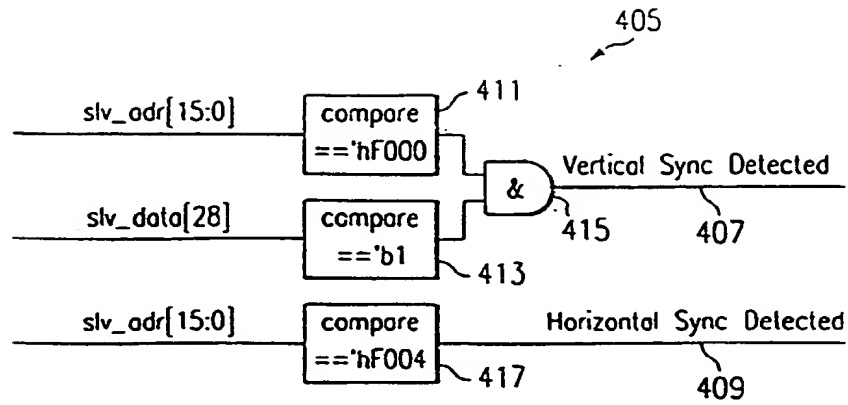 405
slv_adr[15:0]
compare
=='hF000
411
slv_data[28]
compare
=='b1
413
&
415
Vertical Sync Detected
407
slv_adr[15:0]
compare
=='hF004
417
Horizontal Sync Detected
409